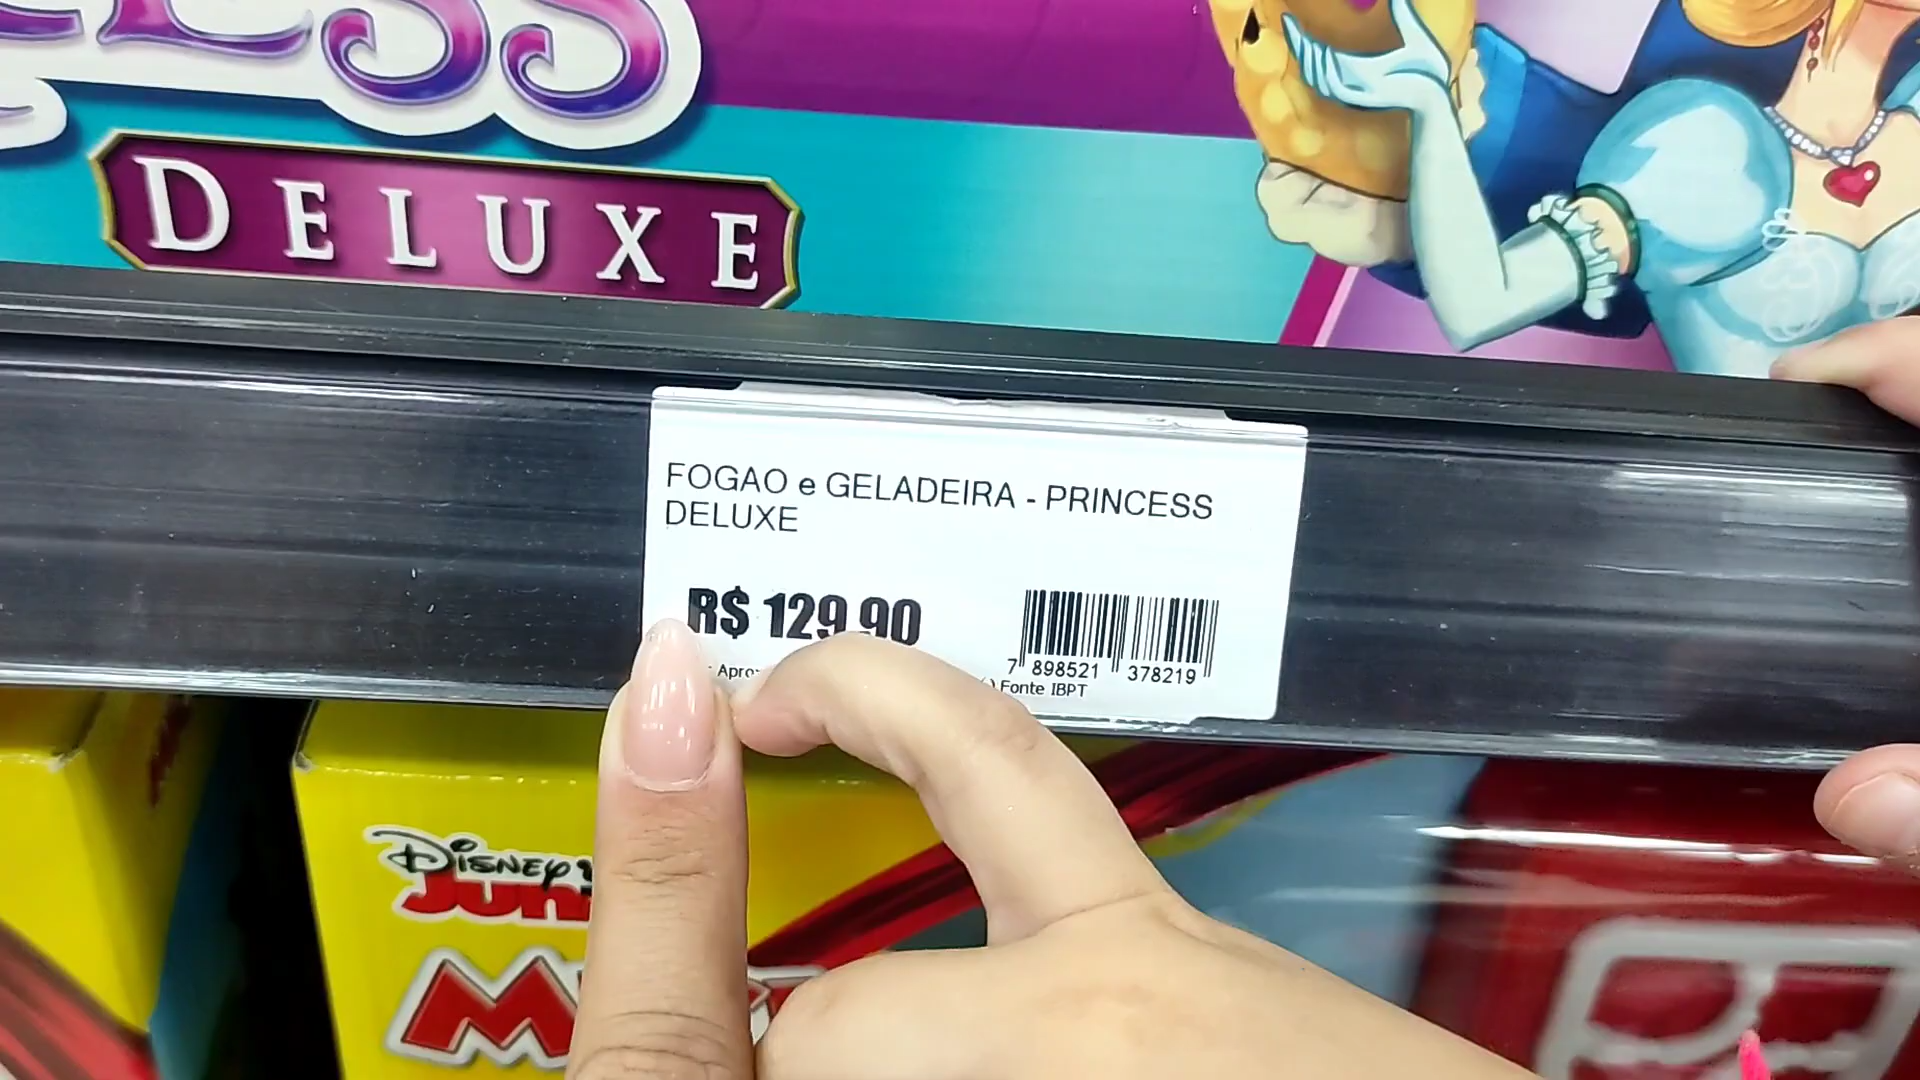 DELUXE
FOGAO e GELADEIRA - PRINCESS
DELUXE
R$ 129,90
7 898521 378219
Fonte IBPT
DISNEY